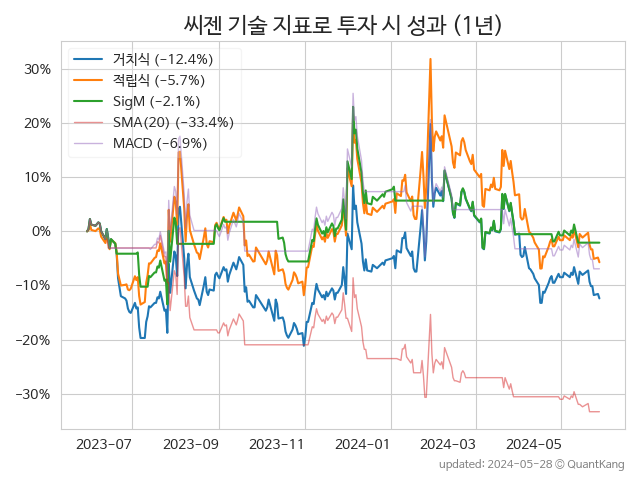 씨젠 기술 지표로 투자 시 성과 (1년)
거치식 (−12.4%)
적립식 (−5.7%)
SigM (−2.1%)
SMA(20) (−33.4%)
MACD (−6.9%)
30%
20%
10%
0%
−10%
−20%
−30%
2023-07 2023-09 2023-11 2024-01 2024-03 2024-05
updated: 2024-05-28 ⓒ QuantKang